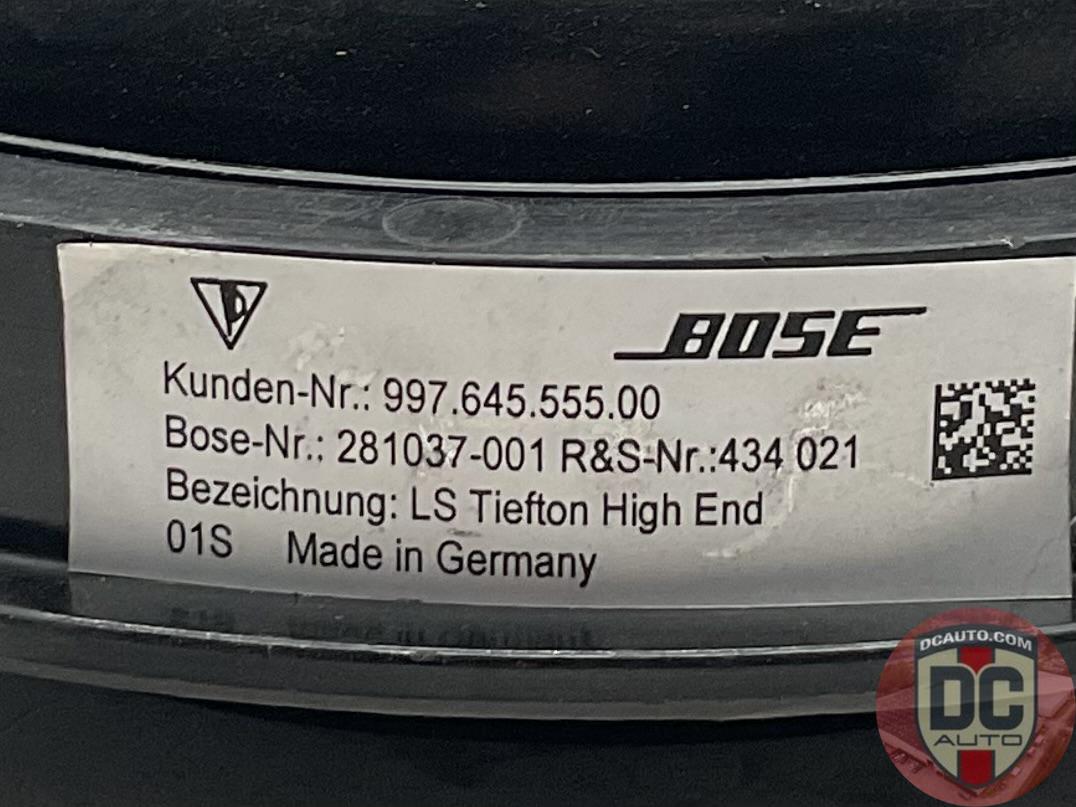 BOSE
Kunden-Nr.: 997.645.555.00
Bose-Nr.: 281037-001 R&S-Nr.:434 021
Bezeichnung: LS Tiefton High End
01S Made in Germany
DCAUTO.COM
DC
AUTO